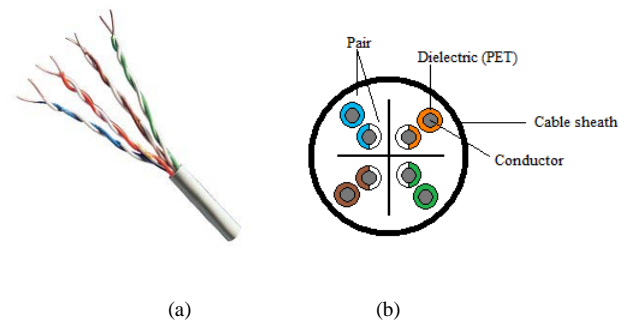 Pair
Dielectric (PET)
Cable sheath
Conductor
(a) (b)